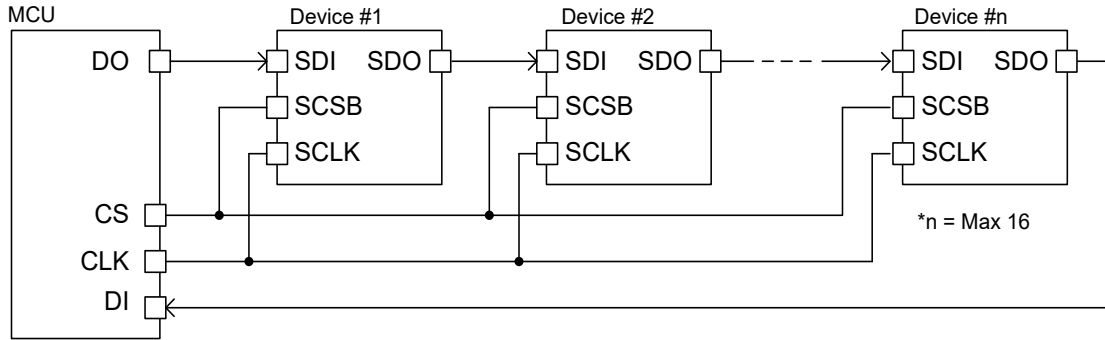 MCU
Device #1
Device #2
Device #n
DO
SDI
SDO
SDI
SDO
SDI
SDO
SCSB
SCSB
SCSB
SCLK
SCLK
SCLK
CS
*n = Max 16
CLK
DI